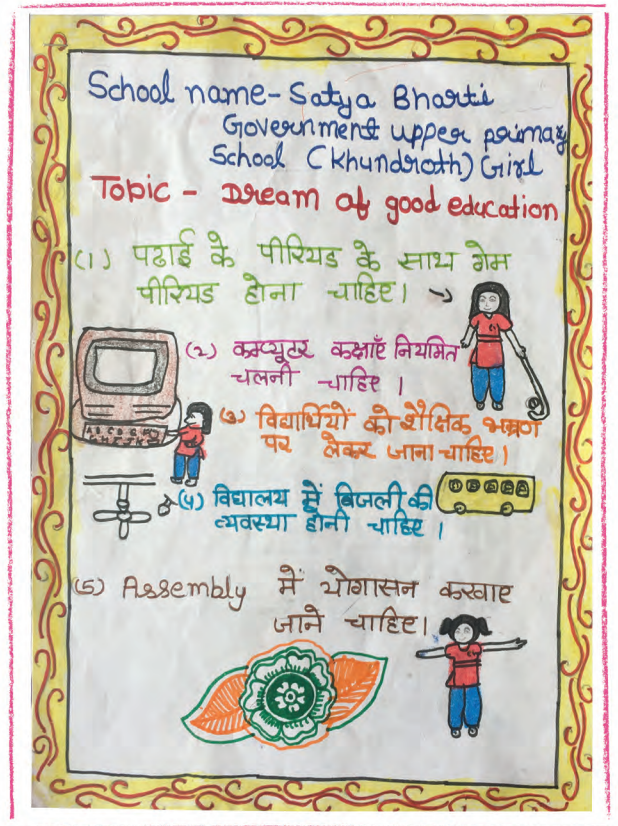 School name - Satya Bharti
Government upper primary
School (Khundroth) Girl
Topic - Dream of good education
(1) पढाई के पीरियड के साथ गेम
पीरियड होना चाहिए।
(2) कम्प्यूटर कक्षाएँ नियमित
चलनी चाहिए ।
(3) विद्यार्थियों को शैक्षिक भ्रमण
पर लेकर जाना चाहिए।
(4) विद्यालय में बिजली की
व्यवस्था होनी चाहिए ।
(5) Assembly में योगासन करवाए
जाने चाहिए।